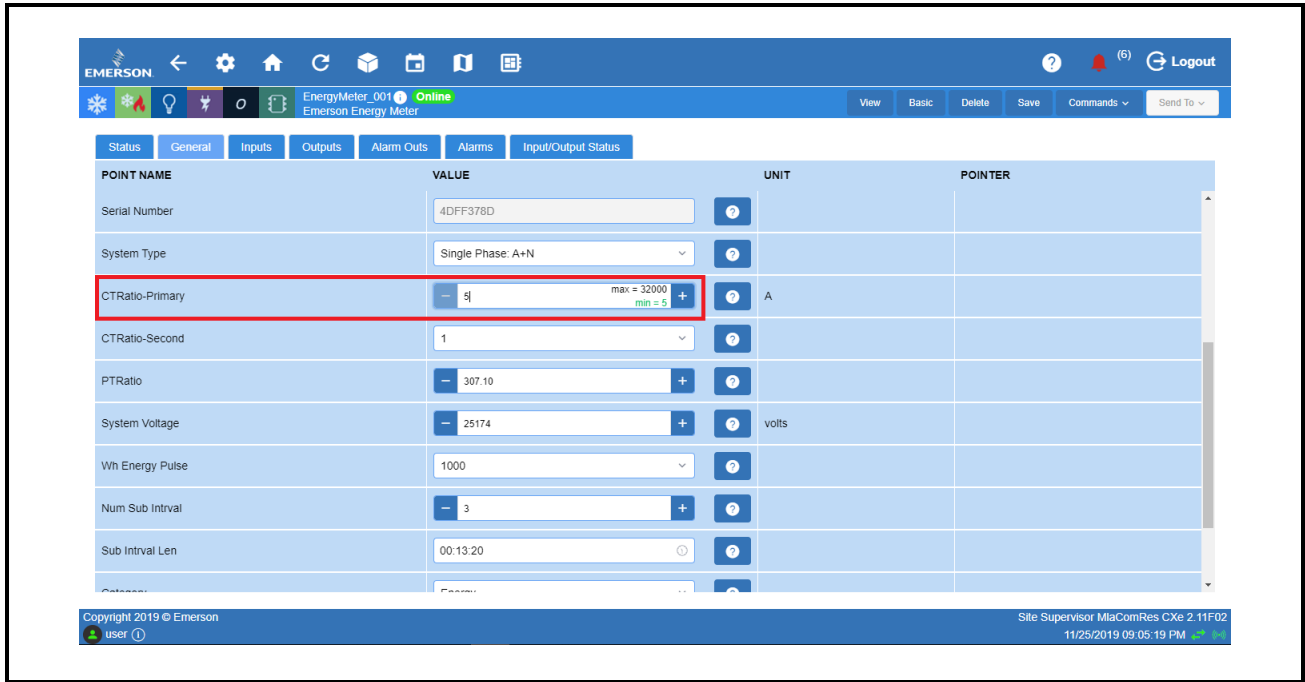 EMERSON
(6) Logout
EnergyMeter_001 Online
Emerson Energy Meter
View Basic Delete Save Commands Send To
Status General Inputs Outputs Alarm Outs Alarms Input/Output Status
POINT NAME VALUE UNIT POINTER
Serial Number 4DFF378D
System Type Single Phase: A+N
CTRatio-Primary 5 max = 32000 min = 5 A
CTRatio-Second 1
PTRatio 307.10
System Voltage 25174 volts
Wh Energy Pulse 1000
Num Sub Intrval 3
Sub Intrval Len 00:13:20
Category Energy
Copyright 2019 © Emerson Site Supervisor MlaComRes CXe 2.11F02
user 11/25/2019 09:05:19 PM